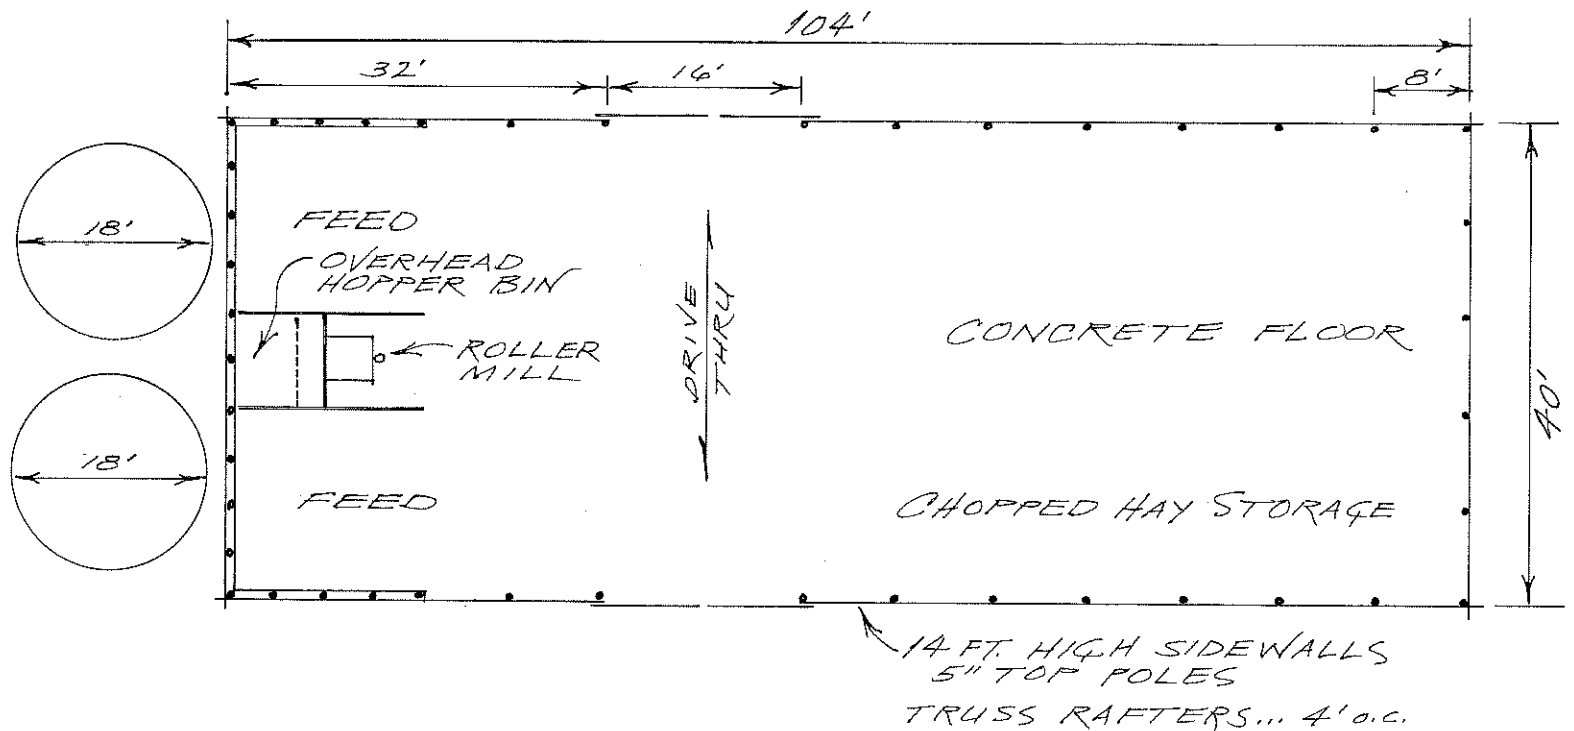 104'
32'
16'
8'
18'
FEED
OVERHEAD
HOPPER BIN
ROLLER
MILL
DRIVE
THRU
CONCRETE FLOOR
40'
18'
FEED
CHOPPED HAY STORAGE
14 FT. HIGH SIDEWALLS
5" TOP POLES
TRUSS RAFTERS... 4' o.c.